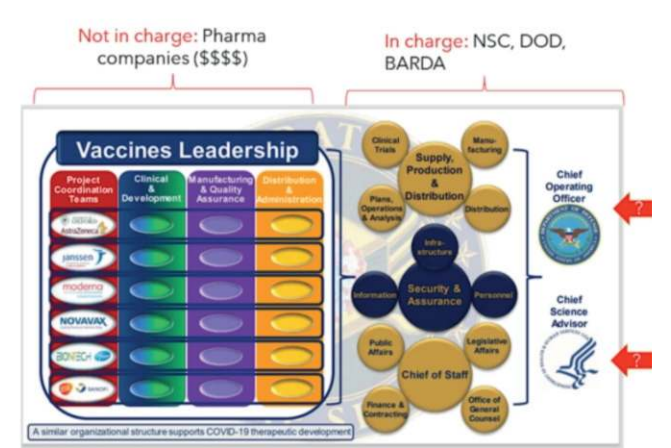 Not in charge: Pharma
companies ($$$$)
In charge: NSC, DOD,
BARDA
Vaccines Leadership
Project
Coordination
Teams
Clinical
&
Development
Manufacturing
& Quality
Assurance
Distribution
&
Administration
AstraZeneca
Janssen
moderna
NOVAVAX
BIONTECH
Pfizer
gsk
SANOFI
A similar organizational structure supports COVID-19 therapeutic development
Clinical
Trials
Manu-
facturing
Supply,
Production
&
Distribution
Plans,
Operations
& Analysis
Distribution
Infra-
structure
Information
Security &
Assurance
Personnel
Public
Affairs
Legislative
Affairs
Chief of Staff
Finance &
Contracting
Office of
General
Counsel
Chief
Operating
Officer
?
Chief
Science
Advisor
?